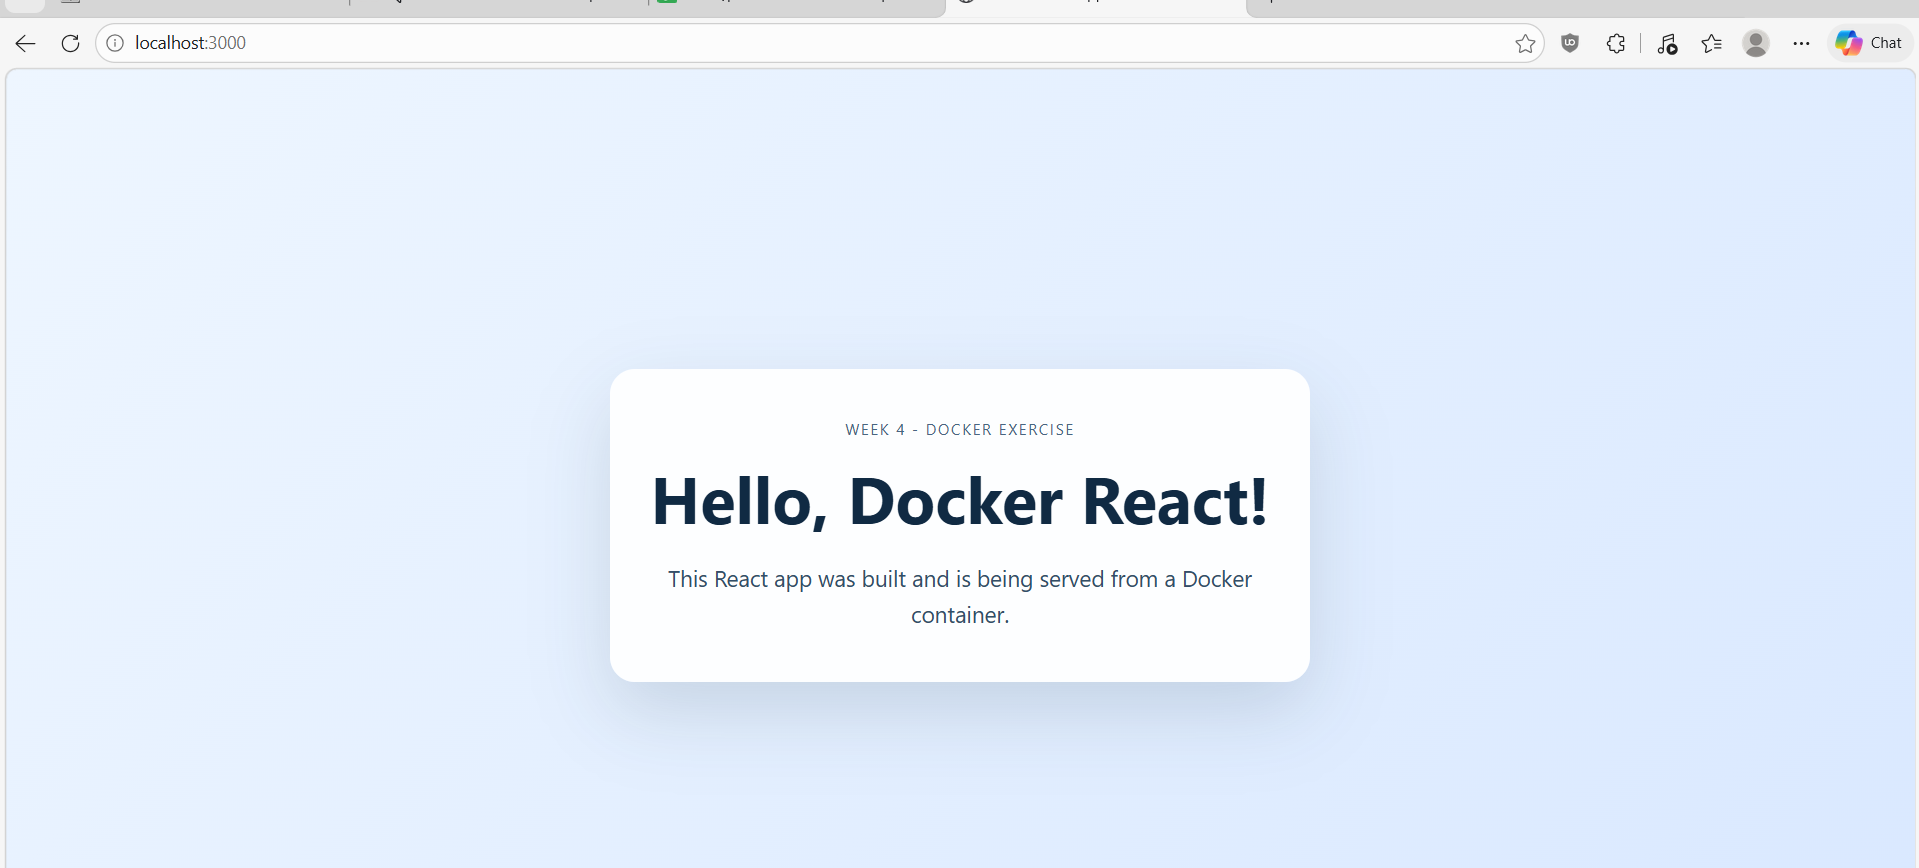 localhost:3000
Chat
WEEK 4 - DOCKER EXERCISE
Hello, Docker React!
This React app was built and is being served from a Docker
container.